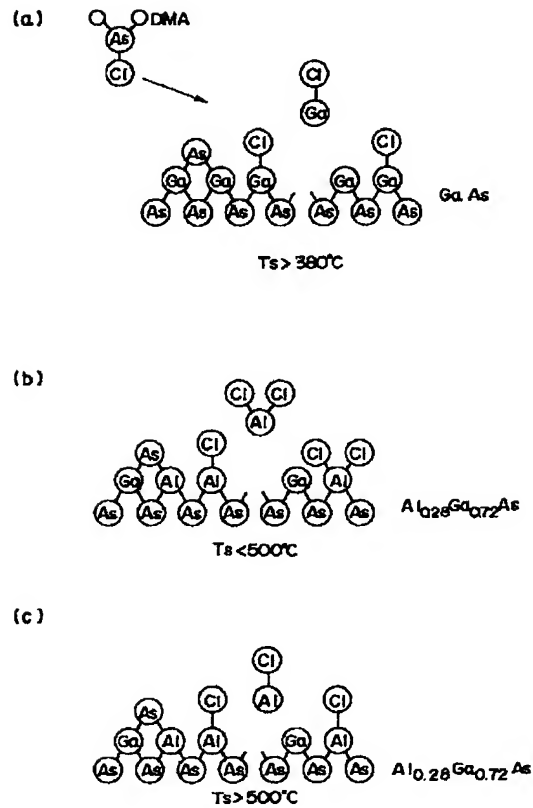 (a)
DMA
As
Cl Cl
Ga
Cl Cl
As
Ga Ga Ga Ga Ga
Ga As
As As As As As As As
Ts > 380°C
(b)
Cl Cl
Al
Cl
As Cl Cl
Ga Al Al Ga Al
As As As As As As As Al0.28Ga0.72As
Ts < 500°C
(c)
Cl
Cl Al Cl
As
Ga Al Al Ga Al
As As As As As As As Al0.28Ga0.72As
Ts > 500°C